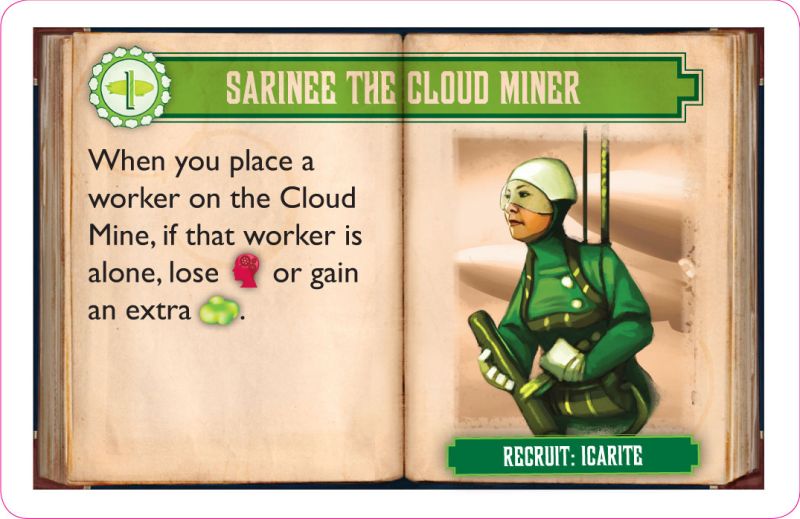 SARINEE THE CLOUD MINER
When you place a
worker on the Cloud
Mine, if that worker is
alone, lose or gain
an extra .
RECRUIT: ICARITE